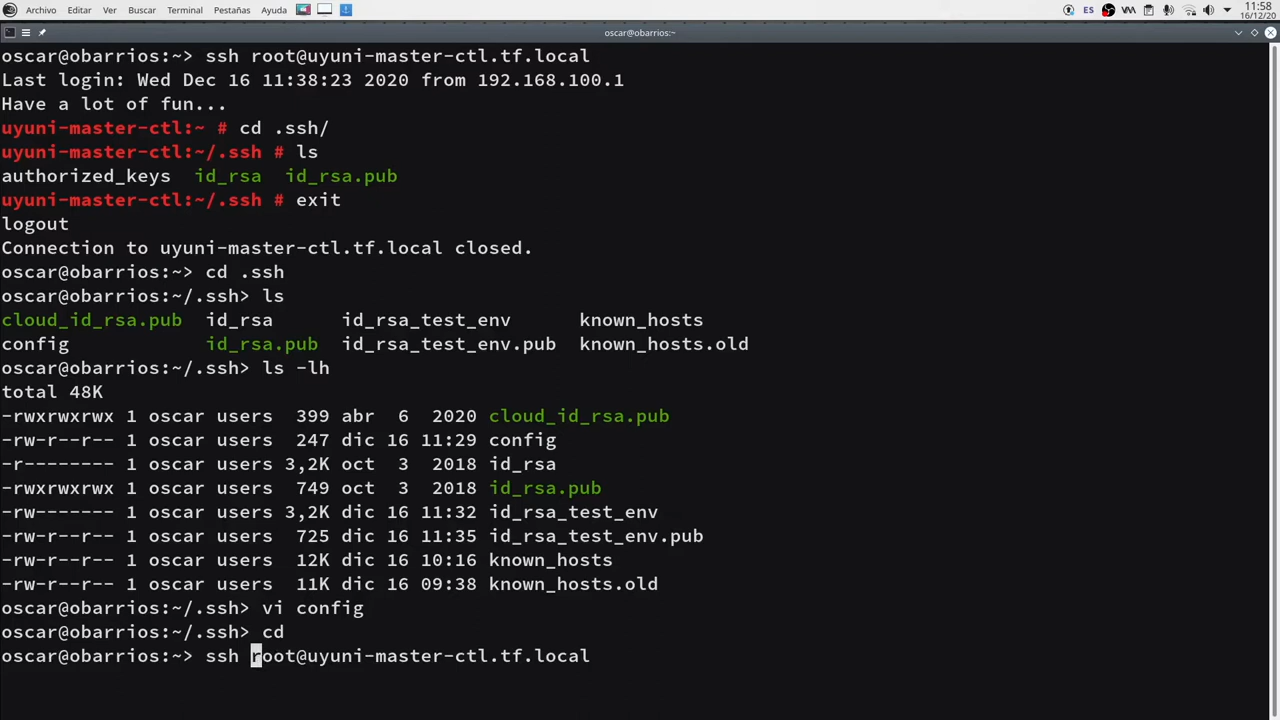 Archivo Editar Ver Buscar Terminal Pestañas Ayuda ES 11:58
16/12/20
oscar@obarrios:~
oscar@obarrios:~> ssh root@uyuni-master-ctl.tf.local
Last login: Wed Dec 16 11:38:23 2020 from 192.168.100.1
Have a lot of fun...
uyuni-master-ctl:~ # cd .ssh/
uyuni-master-ctl:~/.ssh # ls
authorized_keys id_rsa id_rsa.pub
uyuni-master-ctl:~/.ssh # exit
logout
Connection to uyuni-master-ctl.tf.local closed.
oscar@obarrios:~> cd .ssh
oscar@obarrios:~/.ssh> ls
cloud_id_rsa.pub id_rsa id_rsa_test_env known_hosts
config id_rsa.pub id_rsa_test_env.pub known_hosts.old
oscar@obarrios:~/.ssh> ls -lh
total 48K
-rwxrwxrwx 1 oscar users 399 abr 6 2020 cloud_id_rsa.pub
-rw-r--r-- 1 oscar users 247 dic 16 11:29 config
-r-------- 1 oscar users 3,2K oct 3 2018 id_rsa
-rwxrwxrwx 1 oscar users 749 oct 3 2018 id_rsa.pub
-rw------- 1 oscar users 3,2K dic 16 11:32 id_rsa_test_env
-rw-r--r-- 1 oscar users 725 dic 16 11:35 id_rsa_test_env.pub
-rw-r--r-- 1 oscar users 12K dic 16 10:16 known_hosts
-rw-r--r-- 1 oscar users 11K dic 16 09:38 known_hosts.old
oscar@obarrios:~/.ssh> vi config
oscar@obarrios:~/.ssh> cd
oscar@obarrios:~> ssh root@uyuni-master-ctl.tf.local